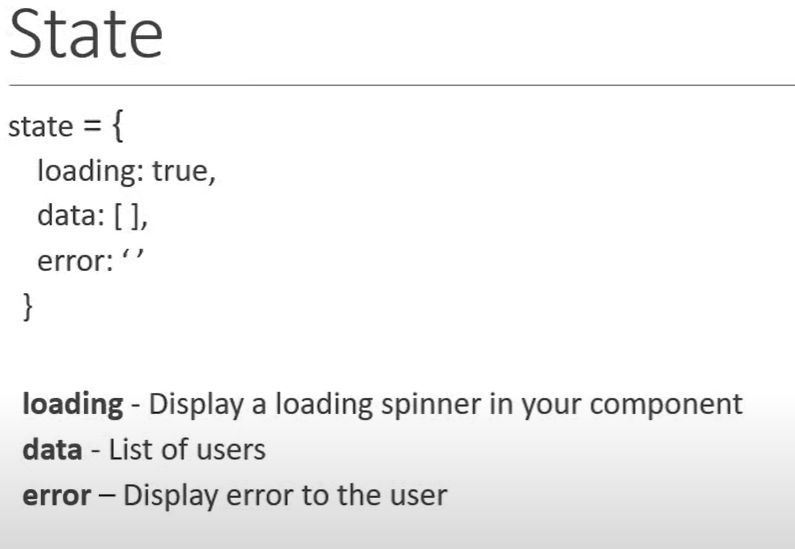 State
state = {
loading: true,
data: [ ],
error: ‘ ’
}
loading - Display a loading spinner in your component
data - List of users
error – Display error to the user